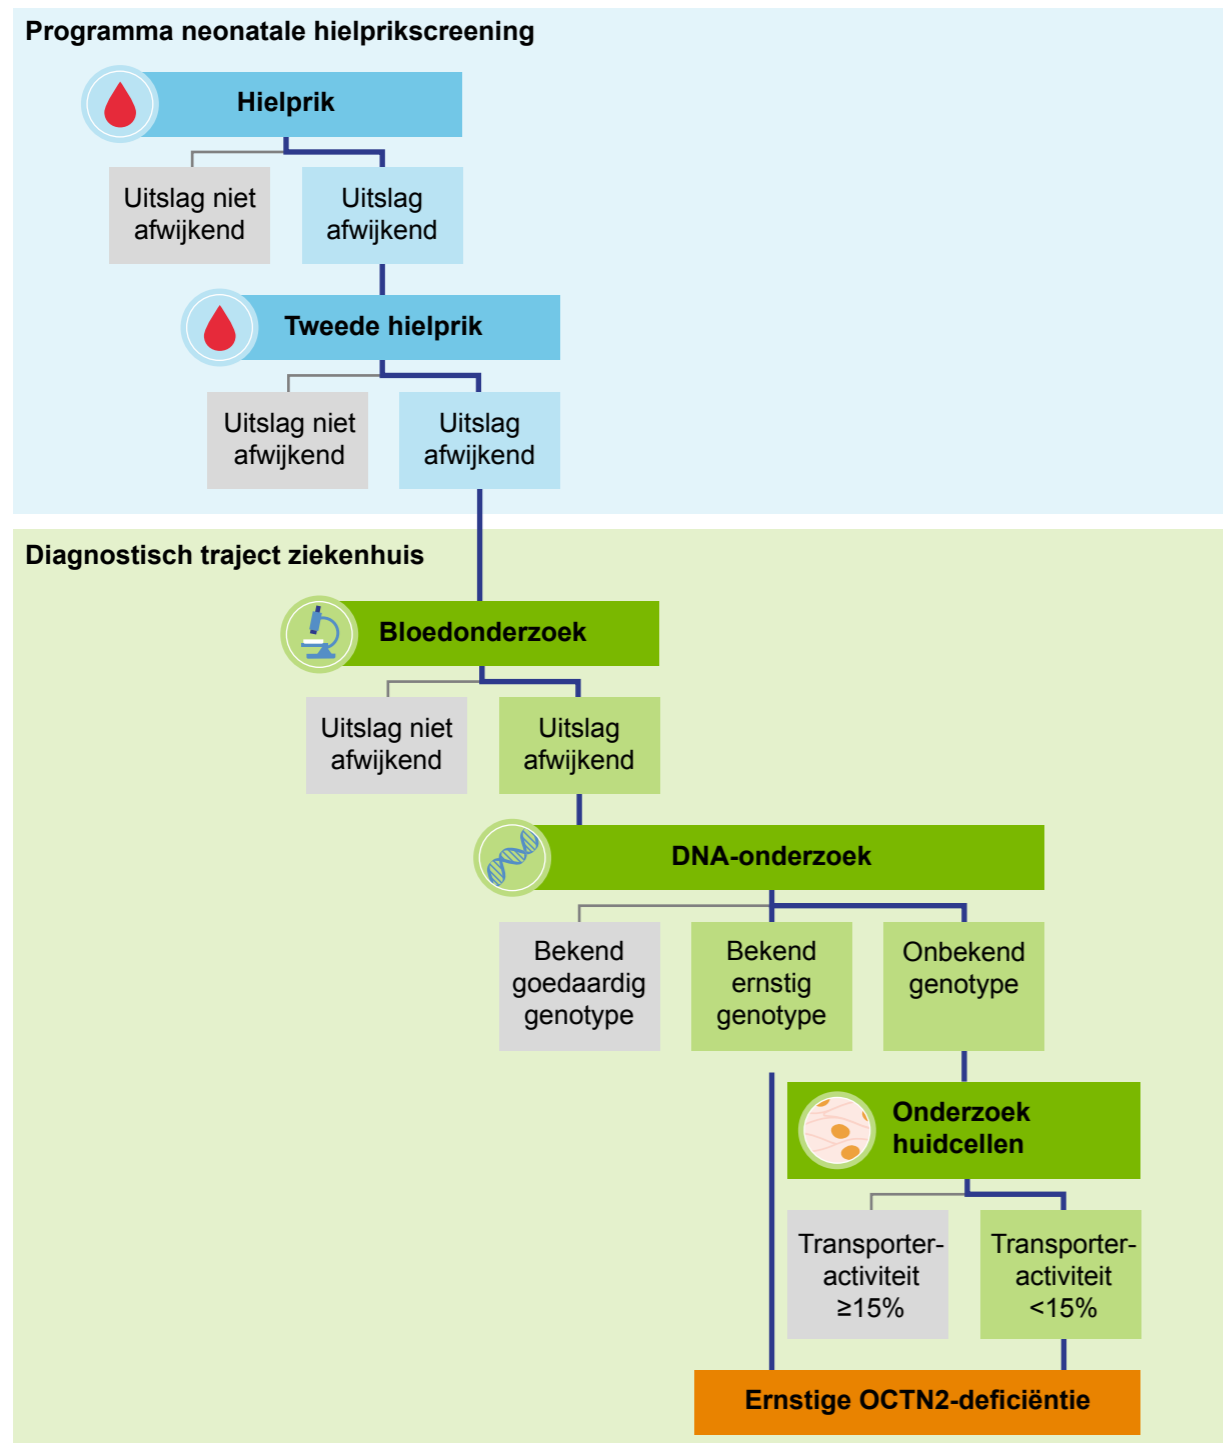 Programma neonatale hielprikscreening
Hielprik
Uitslag niet
afwijkend
Uitslag
afwijkend
Tweede hielprik
Uitslag niet
afwijkend
Uitslag
afwijkend
Diagnostisch traject ziekenhuis
Bloedonderzoek
Uitslag niet
afwijkend
Uitslag
afwijkend
DNA-onderzoek
Bekend
goedaardig
genotype
Bekend
ernstig
genotype
Onbekend
genotype
Onderzoek
huidcellen
Transporter-
activiteit
≥15%
Transporter-
activiteit
<15%
Ernstige OCTN2-deficiëntie